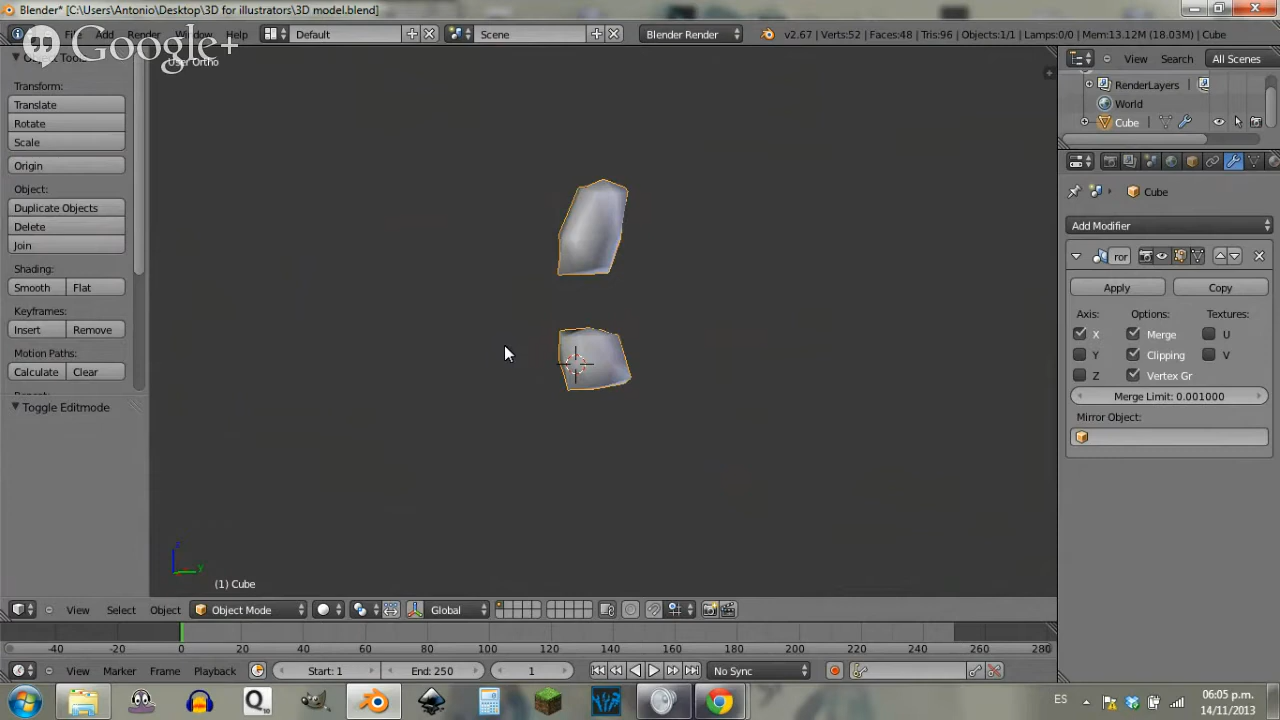 Blender* [C:\Users\Antonio\Desktop\3D for illustrators\3D model.blend]
File Add Render Window Help Default Scene Blender Render v2.67 | Verts:52 | Faces:48 | Tris:96 | Objects:1/1 | Lamps:0/0 | Mem:13.12M (18.03M) | Cube
Google+
User Ortho
Object Tools
Transform:
Translate
Rotate
Scale
Origin
Object:
Duplicate Objects
Delete
Join
Shading:
Smooth Flat
Keyframes:
Insert Remove
Motion Paths:
Calculate Clear
Toggle Editmode
z
y
(1) Cube
View Search All Scenes
RenderLayers
World
Cube
Cube
Add Modifier
ror
Apply Copy
Axis: Options: Textures:
X Merge U
Y Clipping V
Z Vertex Gr
Merge Limit: 0.001000
Mirror Object:
View Select Object Object Mode Global
-40 -20 0 20 40 60 80 100 120 140 160 180 200 220 240 260 280
View Marker Frame Playback Start: 1 End: 250 1 No Sync
Q
10
ES
06:05 p.m.
14/11/2013